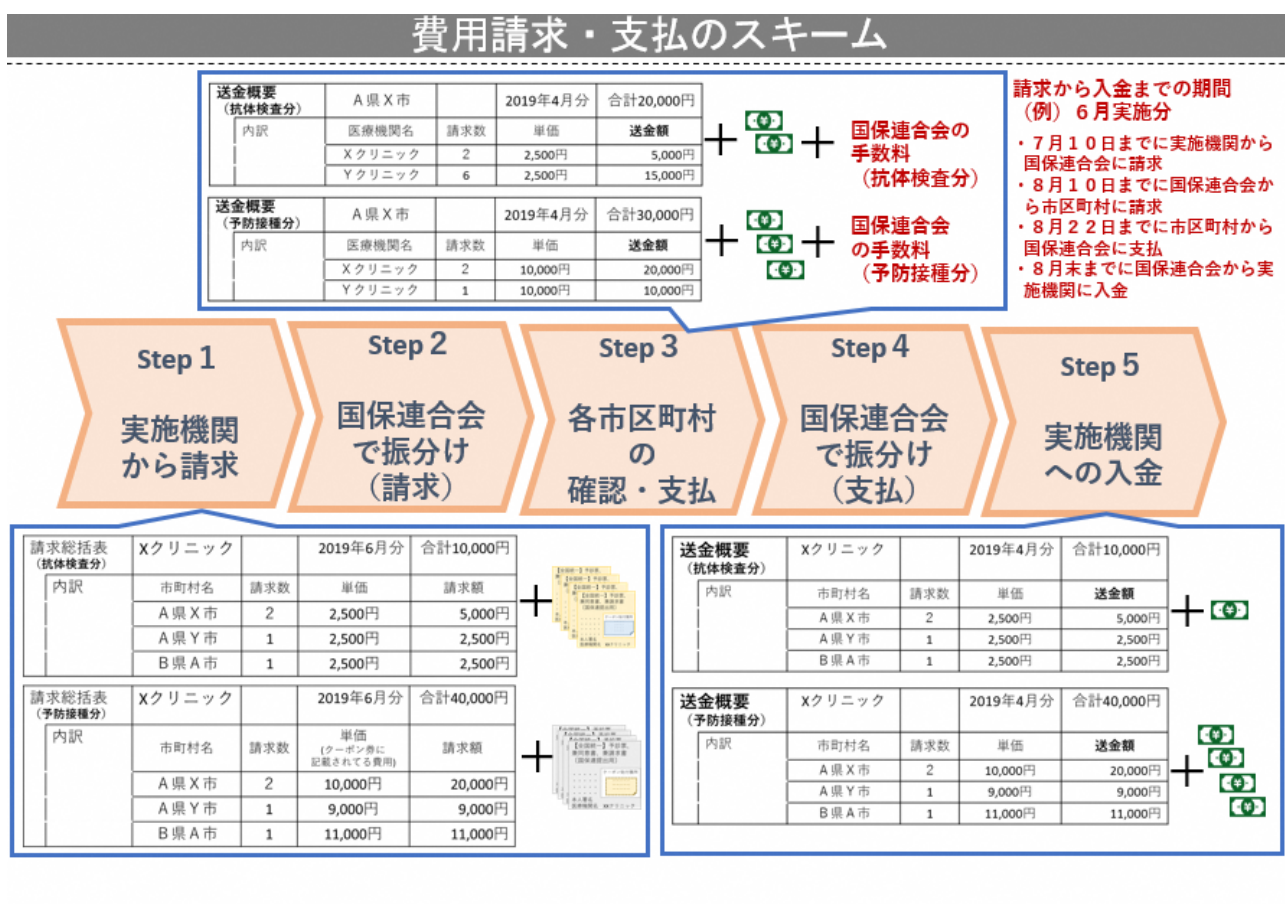 費用請求・支払のスキーム
送金概要
（抗体検査分）
A県X市 2019年4月分 合計20,000円
内訳 医療機関名 請求数 単価 送金額
Xクリニック 2 2,500円 5,000円
Yクリニック 6 2,500円 15,000円
国保連合会の
手数料
（抗体検査分）
送金概要
（予防接種分）
A県X市 2019年4月分 合計30,000円
内訳 医療機関名 請求数 単価 送金額
Xクリニック 2 10,000円 20,000円
Yクリニック 1 10,000円 10,000円
国保連合会
の手数料
（予防接種分）
請求から入金までの期間
（例）６月実施分
・７月１０日までに実施機関から
国保連合会に請求
・８月１０日までに国保連合会か
ら市区町村に請求
・８月２２日までに市区町村から
国保連合会に支払
・８月末までに国保連合会から実
施機関に入金
Step 1
実施機関
から請求
Step 2
国保連合会
で振分け
（請求）
Step 3
各市区町村
の
確認・支払
Step 4
国保連合会
で振分け
（支払）
Step 5
実施機関
への入金
請求総括表
（抗体検査分）
Xクリニック 2019年6月分 合計10,000円
内訳 市町村名 請求数 単価 請求額
A県X市 2 2,500円 5,000円
A県Y市 1 2,500円 2,500円
B県A市 1 2,500円 2,500円
請求総括表
（予防接種分）
Xクリニック 2019年6月分 合計40,000円
内訳 市町村名 請求数 単価 請求額
(クーポン券に
記載されてる費用)
A県X市 2 10,000円 20,000円
A県Y市 1 9,000円 9,000円
B県A市 1 11,000円 11,000円
【全国統一】予診票、
（国保連提出用）
医療機関名 XXクリニック
送金概要
（抗体検査分）
Xクリニック 2019年4月分 合計10,000円
内訳 市町村名 請求数 単価 送金額
A県X市 2 2,500円 5,000円
A県Y市 1 2,500円 2,500円
B県A市 1 2,500円 2,500円
送金概要
（予防接種分）
Xクリニック 2019年4月分 合計40,000円
内訳 市町村名 請求数 単価 送金額
A県X市 2 10,000円 20,000円
A県Y市 1 9,000円 9,000円
B県A市 1 11,000円 11,000円